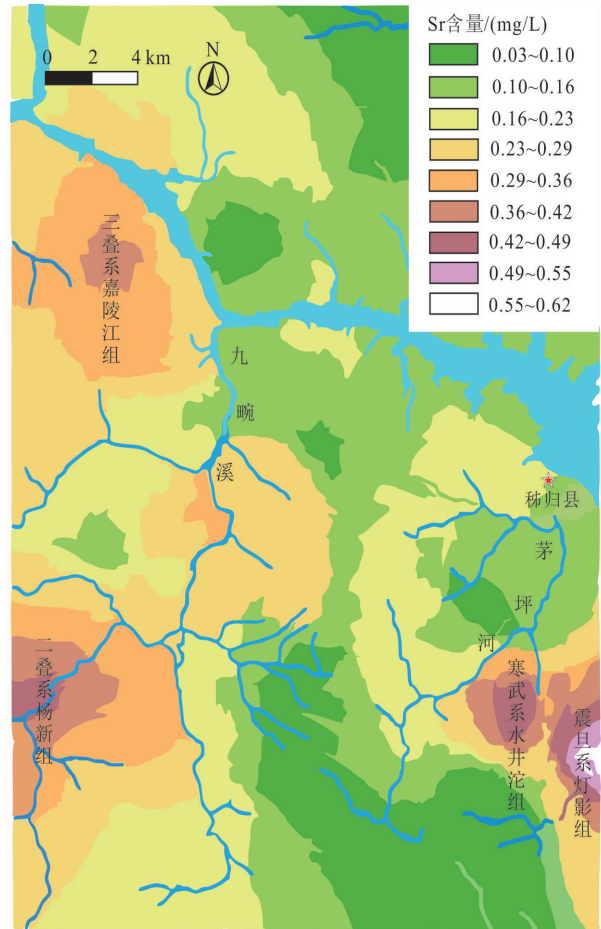 Sr含量/(mg/L)
0.03~0.10
0.10~0.16
0.16~0.23
0.23~0.29
0.29~0.36
0.36~0.42
0.42~0.49
0.49~0.55
0.55~0.62
0 2 4 km
N
三叠系嘉陵江组
九畹溪
秭归县
茅坪河
二叠系杨新组
寒武系水井沱组
震旦系灯影组